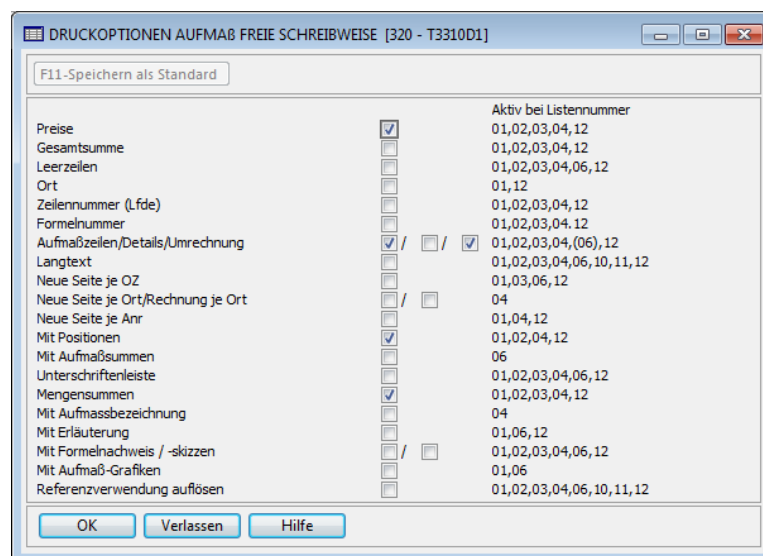 DRUCKOPTIONEN AUFMAß FREIE SCHREIBWEISE [320 - T3310D1]
F11-Speichern als Standard
Aktiv bei Listennummer
Preise 01,02,03,04,12
Gesamtsumme 01,02,03,04,12
Leerzeilen 01,02,03,04,06,12
Ort 01,12
Zeilennummer (Lfde) 01,02,03,04,12
Formelnummer 01,02,03,04.12
Aufmaßzeilen/Details/Umrechnung / / 01,02,03,04,(06),12
Langtext 01,02,03,04,06,10,11,12
Neue Seite je OZ 01,03,06,12
Neue Seite je Ort/Rechnung je Ort / 04
Neue Seite je Anr 01,04,12
Mit Positionen 01,02,04,12
Mit Aufmaßsummen 06
Unterschriftenleiste 01,02,03,04,06,12
Mengensummen 01,02,03,04,12
Mit Aufmassbezeichnung 04
Mit Erläuterung 01,06,12
Mit Formelnachweis / -skizzen / 01,02,03,04,06,12
Mit Aufmaß-Grafiken 01,06
Referenzverwendung auflösen 01,02,03,04,06,10,11,12
OK Verlassen Hilfe